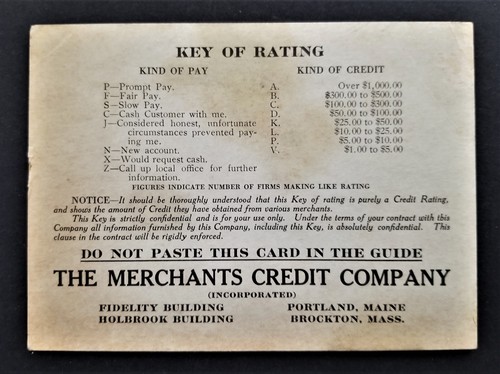 KEY OF RATING
KIND OF PAY
P—Prompt Pay.
F—Fair Pay.
S—Slow Pay.
C—Cash Customer with me.
J—Considered honest, unfortunate
circumstances prevented pay-
ing me.
N—New account.
X—Would request cash.
Z—Call up local office for further
information.
KIND OF CREDIT
A. Over $1,000.00
B. $300.00 to $500.00
C. $100.00 to $300.00
D. $50.00 to $100.00
K. $25.00 to $50.00
L. $10.00 to $25.00
P. $5.00 to $10.00
V. $1.00 to $5.00
FIGURES INDICATE NUMBER OF FIRMS MAKING LIKE RATING
NOTICE—It should be thoroughly understood that this Key of rating is purely a Credit Rating,
and shows the amount of Credit they have obtained from various merchants.
This Key is strictly confidential and is for your use only. Under the terms of your contract with this
Company all information furnished by this Company, including this Key, is absolutely confidential. This
clause in the contract will be rigidly enforced.
DO NOT PASTE THIS CARD IN THE GUIDE
THE MERCHANTS CREDIT COMPANY
(INCORPORATED)
FIDELITY BUILDING PORTLAND, MAINE
HOLBROOK BUILDING BROCKTON, MASS.